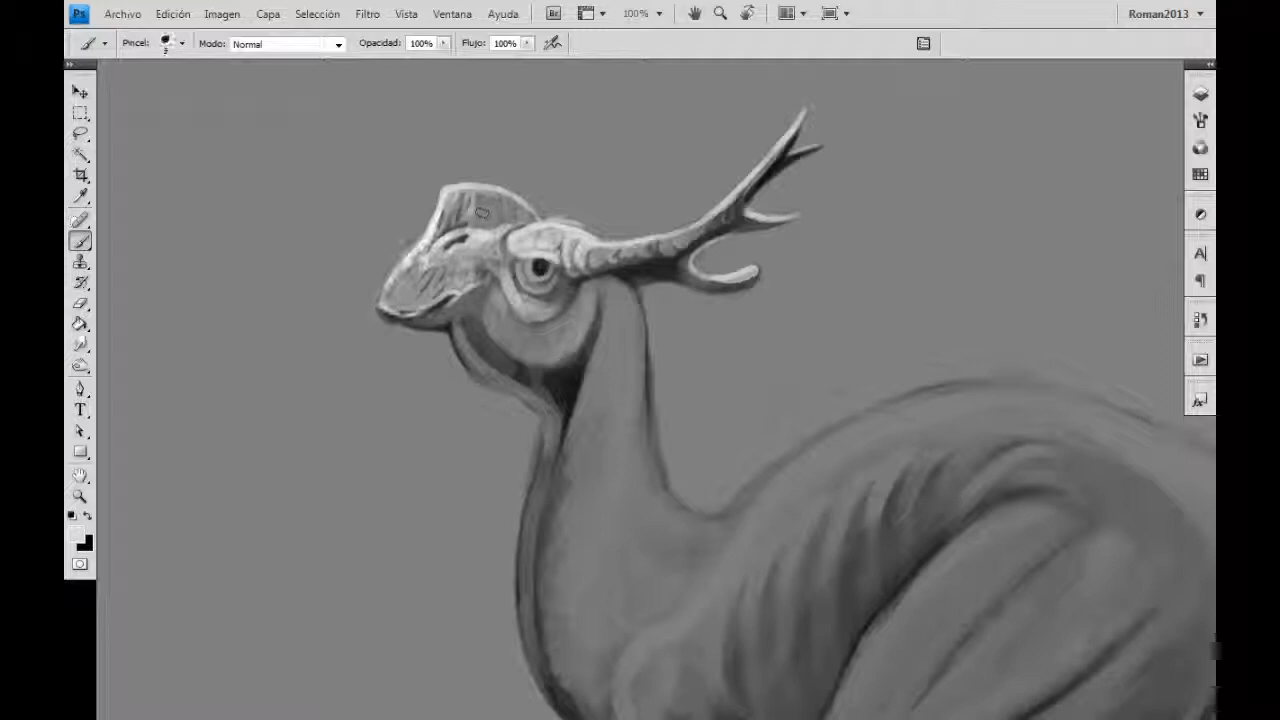 Ps Archivo Edición Imagen Capa Selección Filtro Vista Ventana Ayuda Br 100% Roman2013
Pincel: Modo: Normal Opacidad: 100% Flujo: 100%
A
T
fx